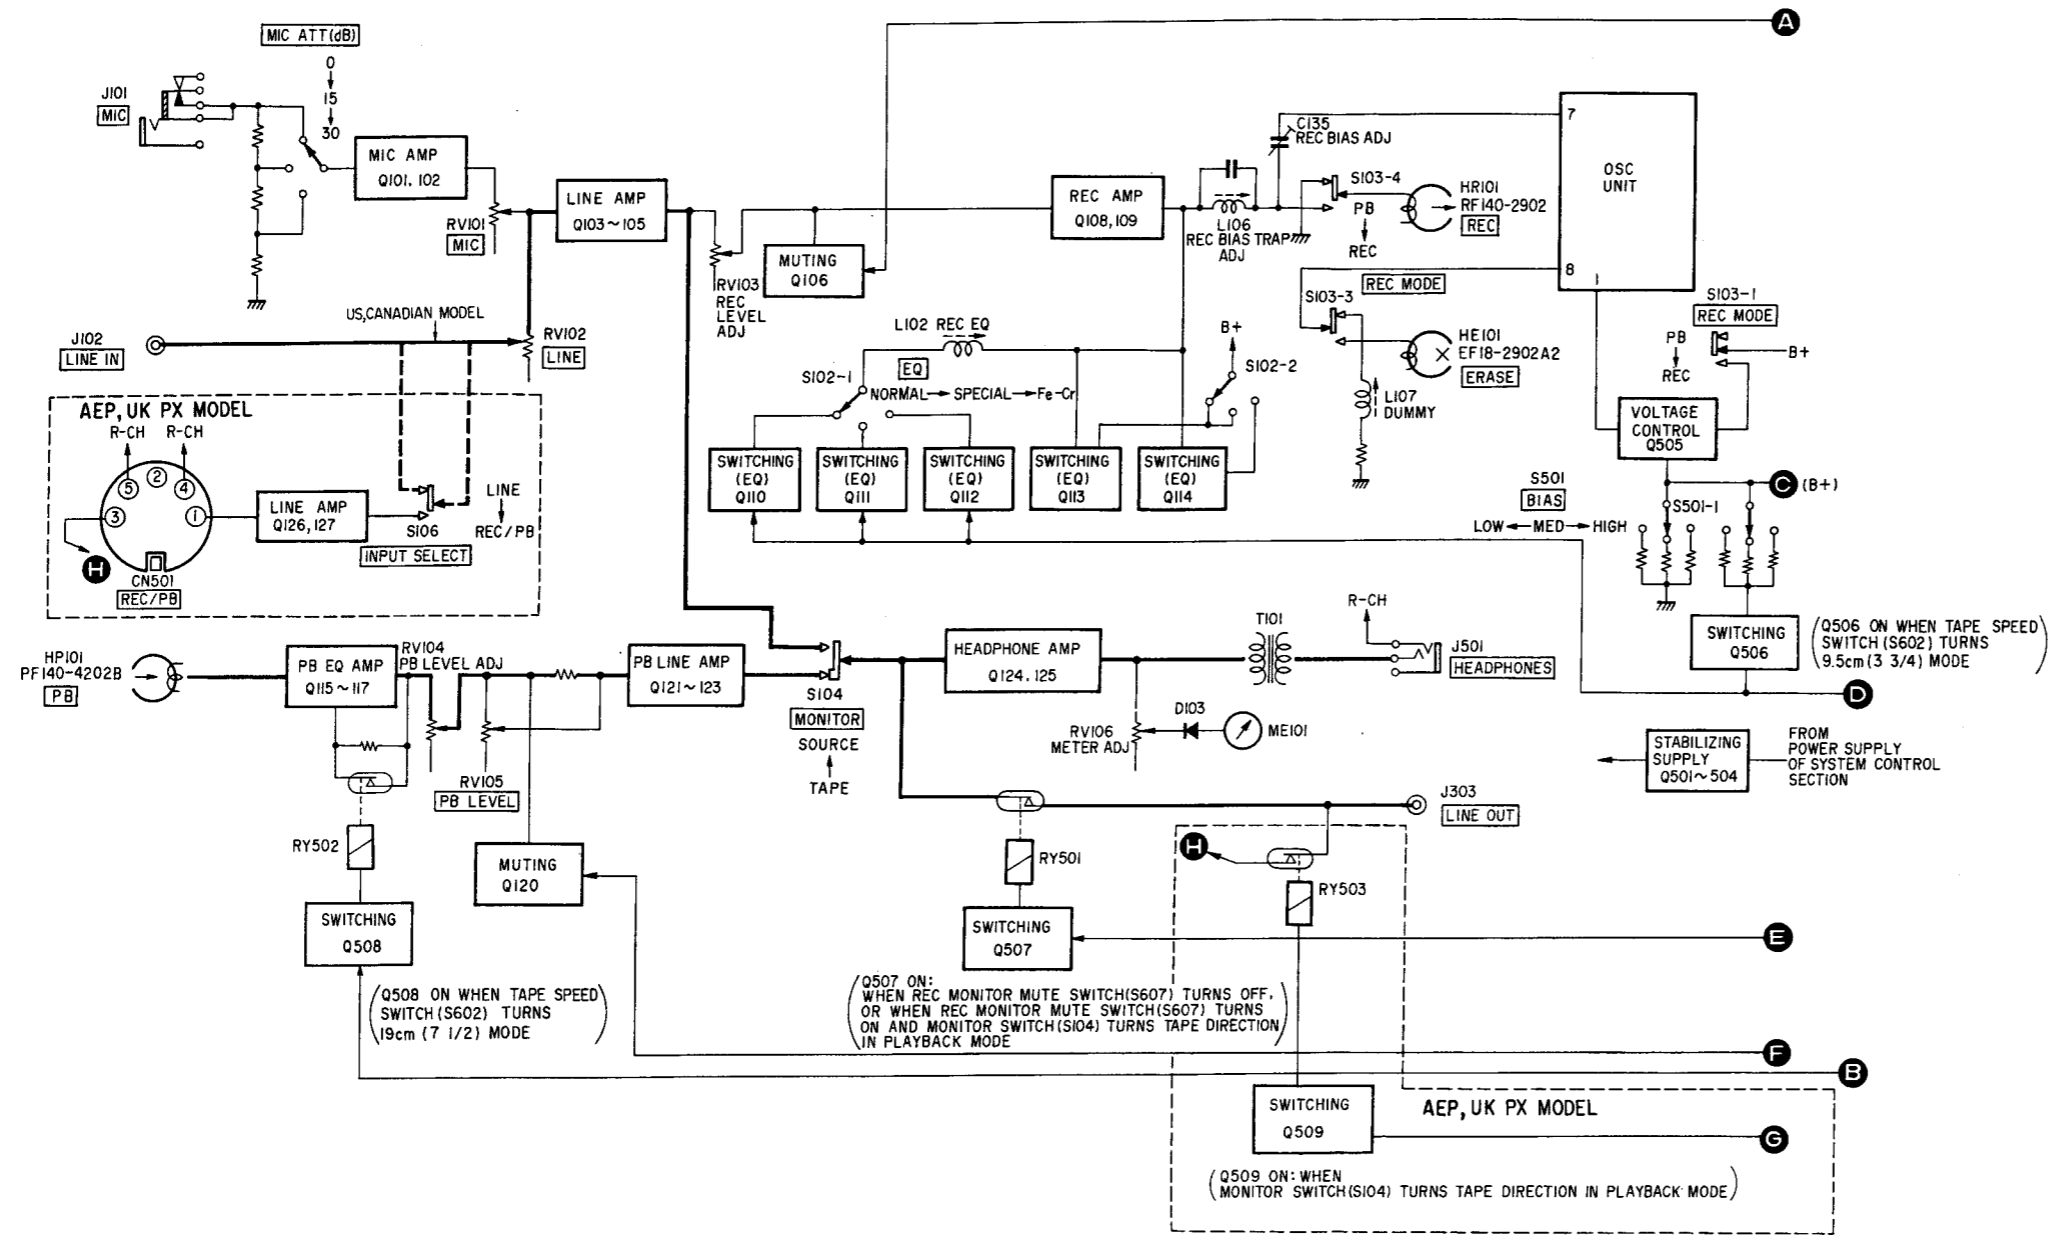 A
MIC ATT(dB)
0
15
30
J101
MIC
MIC AMP
Q101, 102
RV101
MIC
LINE AMP
Q103~105
RV103
REC
LEVEL
ADJ
MUTING
Q106
REC AMP
Q108,109
L106
REC BIAS TRAP
ADJ
C135
REC BIAS ADJ
S103-4
PB
REC
HR101
RF140-2902
REC
7
OSC
UNIT
8
1
REC MODE
S103-3
HE101
EF18-2902A2
ERASE
L107
DUMMY
S103-1
REC MODE
PB
REC
B+
VOLTAGE
CONTROL
Q505
US,CANADIAN MODEL
J102
LINE IN
RV102
LINE
L102 REC EQ
EQ
S102-1
NORMAL SPECIAL Fe-Cr
B+
S102-2
SWITCHING
(EQ)
Q110
SWITCHING
(EQ)
Q111
SWITCHING
(EQ)
Q112
SWITCHING
(EQ)
Q113
SWITCHING
(EQ)
Q114
AEP, UK PX MODEL
R-CH R-CH
2
5
4
3
1
H
CN501
REC/PB
LINE AMP
Q126,127
S106
INPUT SELECT
LINE
REC/PB
S501
BIAS
LOW MED HIGH
S501-1
C
(B+)
SWITCHING
Q506
(Q506 ON WHEN TAPE SPEED
SWITCH (S602) TURNS
9.5cm (3 3/4) MODE)
D
HP101
PF140-4202B
PB
PB EQ AMP
Q115~117
RV104
PB LEVEL ADJ
PB LINE AMP
Q121~123
S104
MONITOR
SOURCE
TAPE
HEADPHONE AMP
Q124.125
T101
R-CH
J501
HEADPHONES
RV106
METER ADJ
D103
ME101
STABILIZING
SUPPLY
Q501~504
FROM
POWER SUPPLY
OF SYSTEM CONTROL
SECTION
RV105
PB LEVEL
RY502
MUTING
Q120
SWITCHING
Q508
(Q508 ON WHEN TAPE SPEED
SWITCH (S602) TURNS
19cm (7 1/2) MODE)
RY501
SWITCHING
Q507
J303
LINE OUT
H
RY503
E
(Q507 ON:
WHEN REC MONITOR MUTE SWITCH(S607) TURNS OFF,
OR WHEN REC MONITOR MUTE SWITCH(S607) TURNS
ON AND MONITOR SWITCH(S104) TURNS TAPE DIRECTION
IN PLAYBACK MODE)
F
B
SWITCHING
Q509
AEP, UK PX MODEL
G
(Q509 ON: WHEN
MONITOR SWITCH(S104) TURNS TAPE DIRECTION IN PLAYBACK MODE)